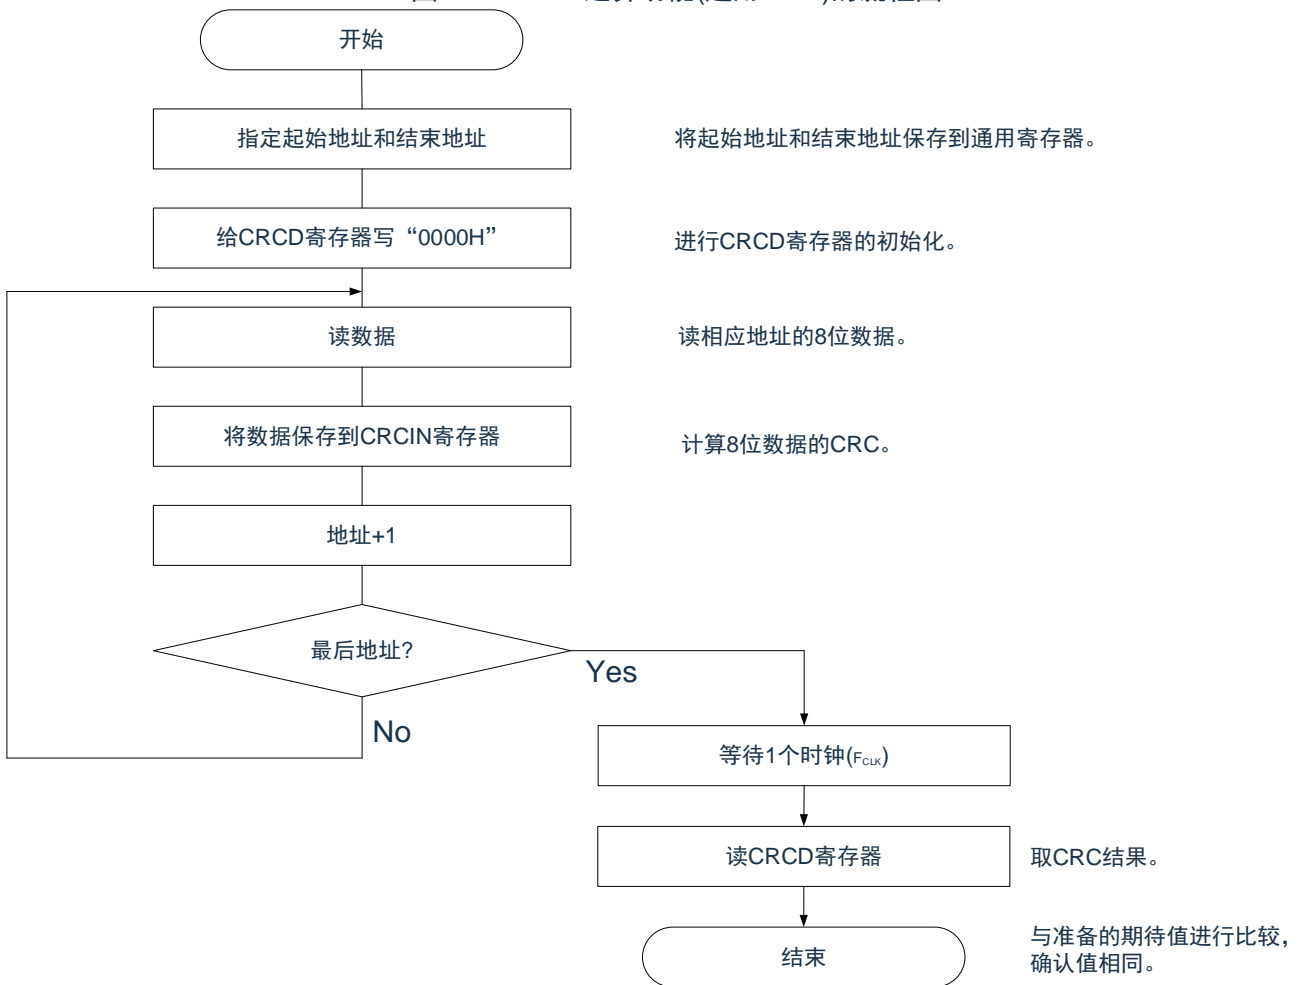 开始
指定起始地址和结束地址
将起始地址和结束地址保存到通用寄存器。
给CRCD寄存器写“0000H”
进行CRCD寄存器的初始化。
读数据
读相应地址的8位数据。
将数据保存到CRCIN寄存器
计算8位数据的CRC。
地址+1
最后地址?
Yes
No
等待1个时钟(FCLK)
读CRCD寄存器
取CRC结果。
结束
与准备的期待值进行比较，
确认值相同。